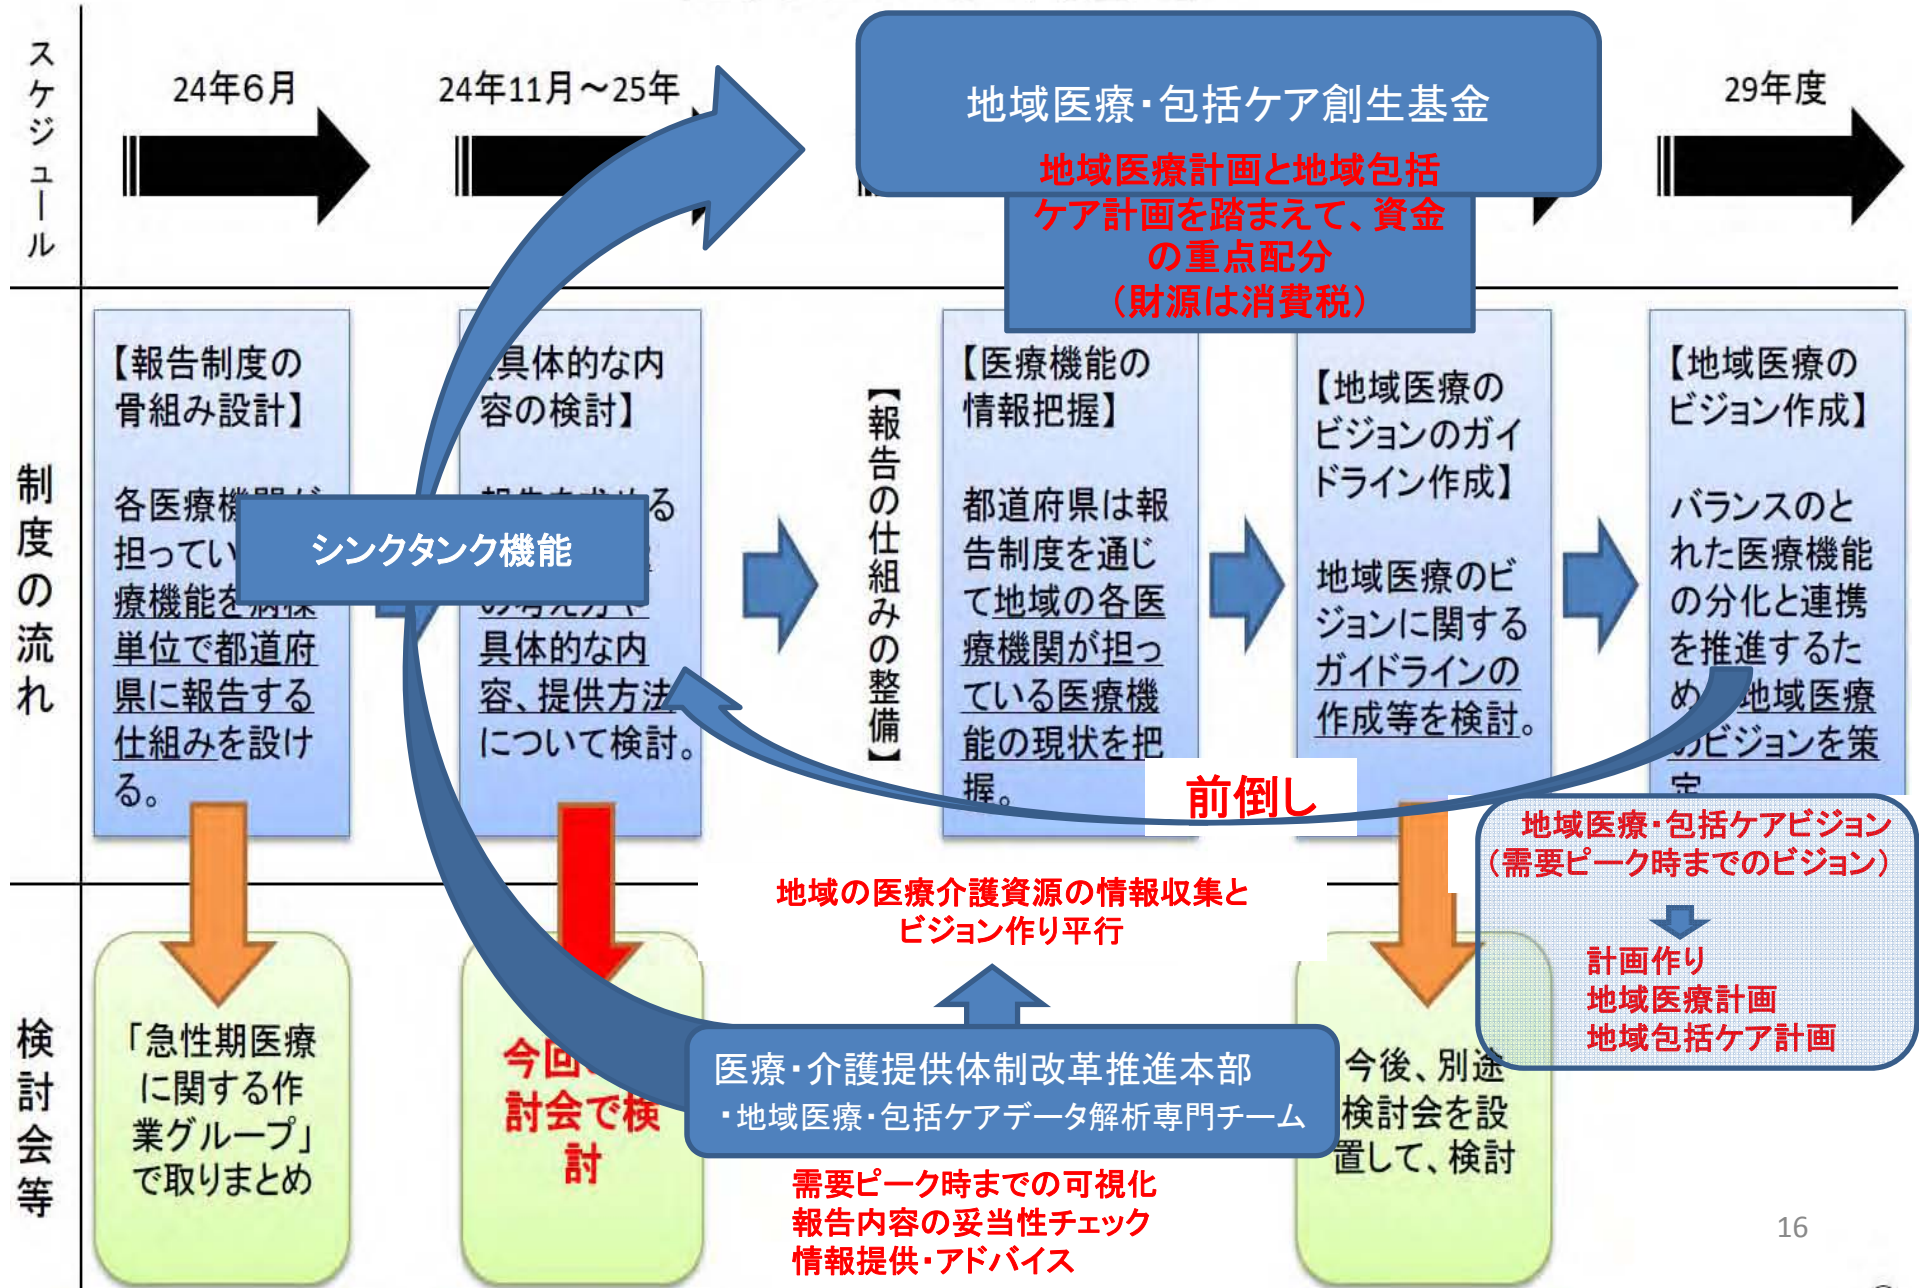 スケジュール
24年6月
24年11月～25年
29年度
地域医療・包括ケア創生基金
地域医療計画と地域包括
ケア計画を踏まえて、資金
の重点配分
（財源は消費税）
制度の流れ
【報告制度の
骨組み設計】
各医療機関が
担ってい
療機能を病棟
単位で都道府
県に報告する
仕組みを設け
る。
シンクタンク機能
具体的な内
容の検討】
報告を求める
の考え方や
具体的な内
容、提供方法
について検討。
【報告の仕組みの整備】
【医療機能の
情報把握】
都道府県は報
告制度を通じ
て地域の各医
療機関が担っ
ている医療機
能の現状を把
握。
【地域医療の
ビジョンのガイ
ドライン作成】
地域医療のビ
ジョンに関する
ガイドラインの
作成等を検討。
【地域医療の
ビジョン作成】
バランスのと
れた医療機能
の分化と連携
を推進するた
め 地域医療
のビジョンを策
定
前倒し
地域医療・包括ケアビジョン
（需要ピーク時までのビジョン）
計画作り
地域医療計画
地域包括ケア計画
地域の医療介護資源の情報収集と
ビジョン作り平行
検討会等
「急性期医療
に関する作
業グループ」
で取りまとめ
今回
討会で検
討
医療・介護提供体制改革推進本部
・地域医療・包括ケアデータ解析専門チーム
需要ピーク時までの可視化
報告内容の妥当性チェック
情報提供・アドバイス
今後、別途
検討会を設
置して、検討
16